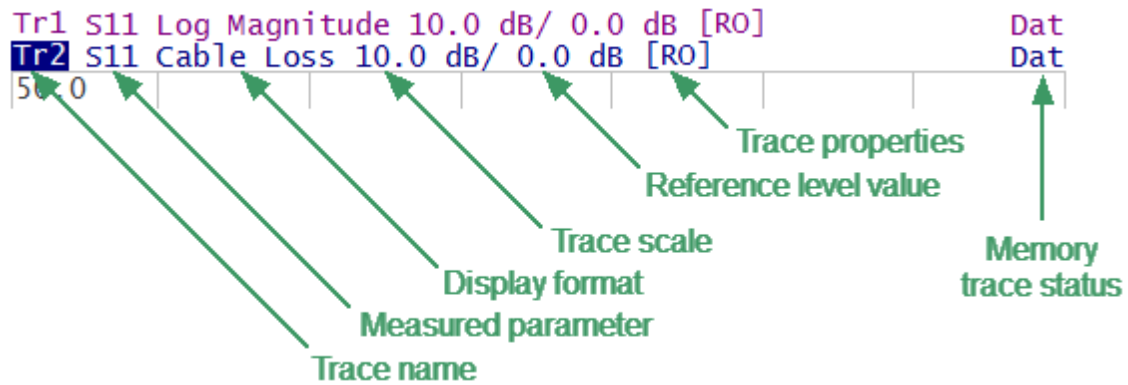 Tr1 S11 Log Magnitude 10.0 dB/ 0.0 dB [RO] Dat
Tr2 S11 Cable Loss 10.0 dB/ 0.0 dB [RO] Dat
50.0
Trace properties
Reference level value
Trace scale
Memory
trace status
Display format
Measured parameter
Trace name